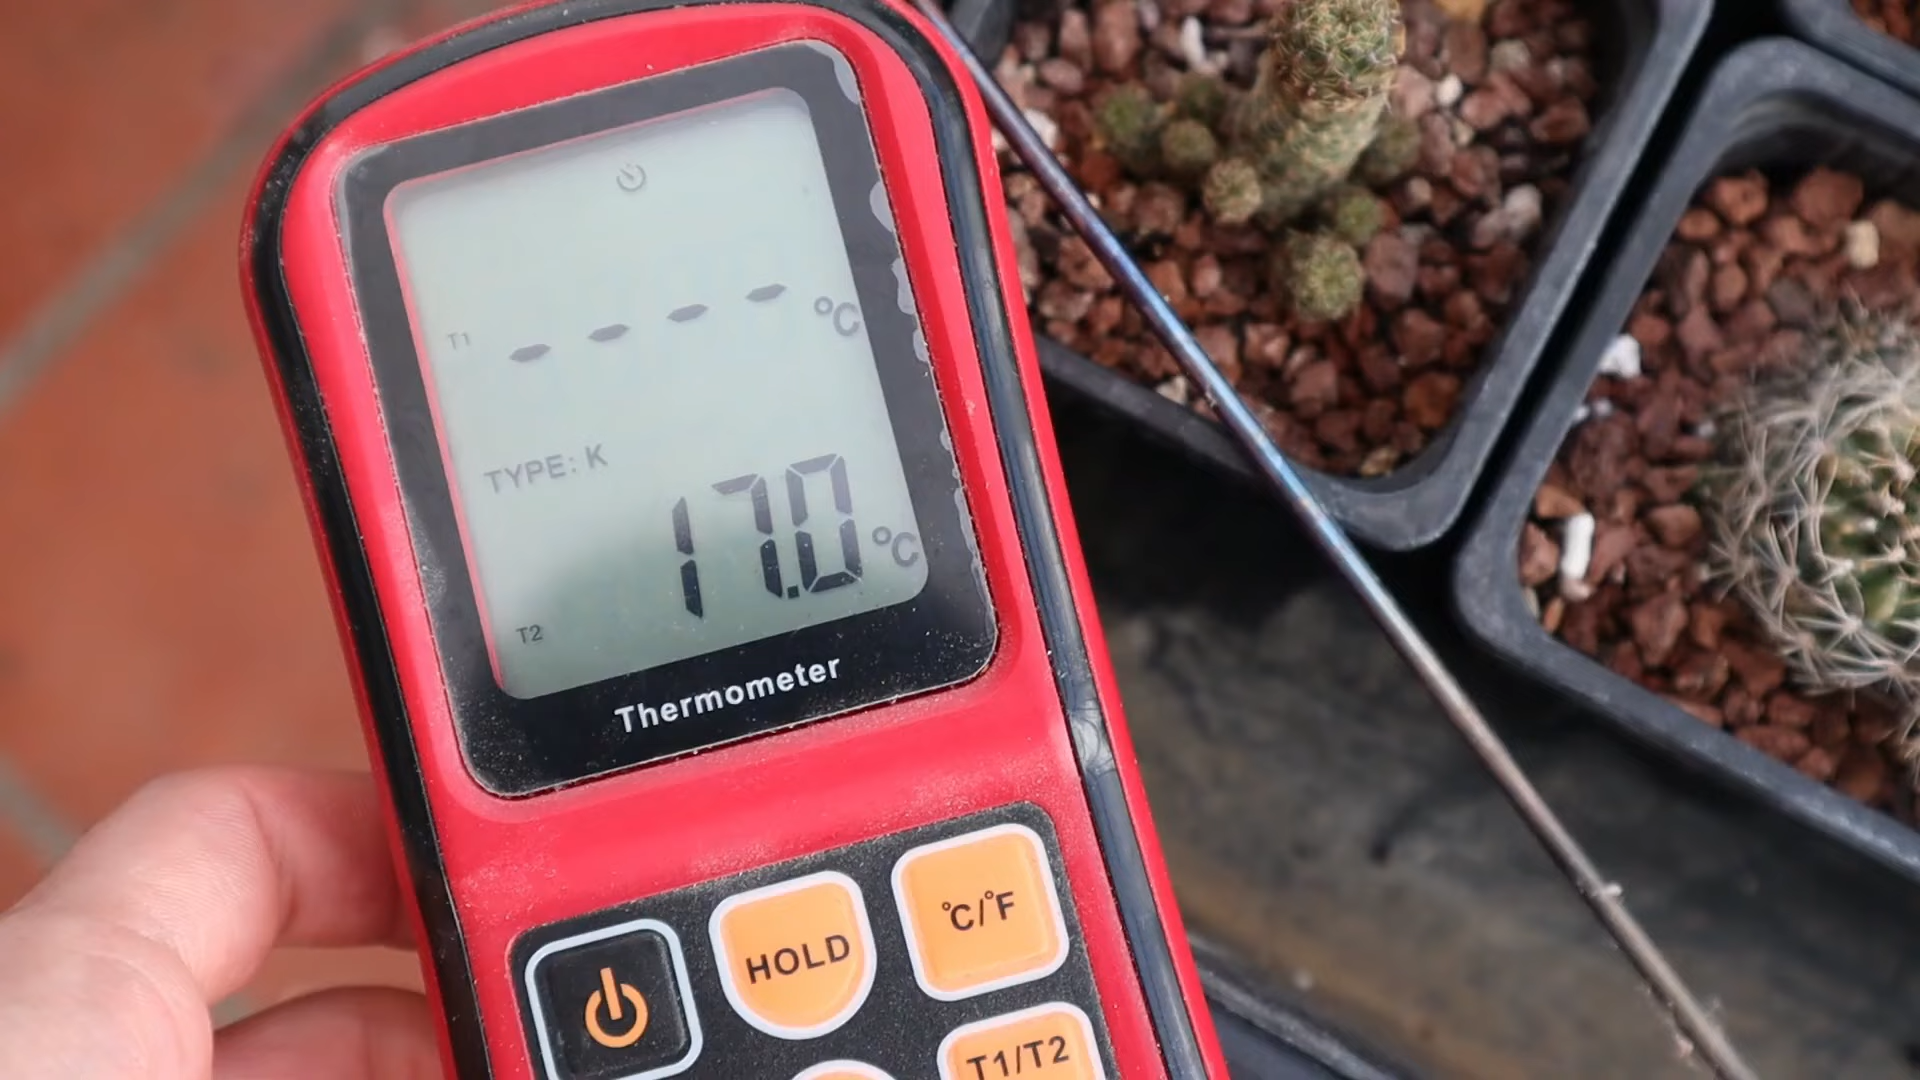 T1 - - - - °C
TYPE: K
17.0 °C
T2
Thermometer
HOLD
°C/°F
T1/T2